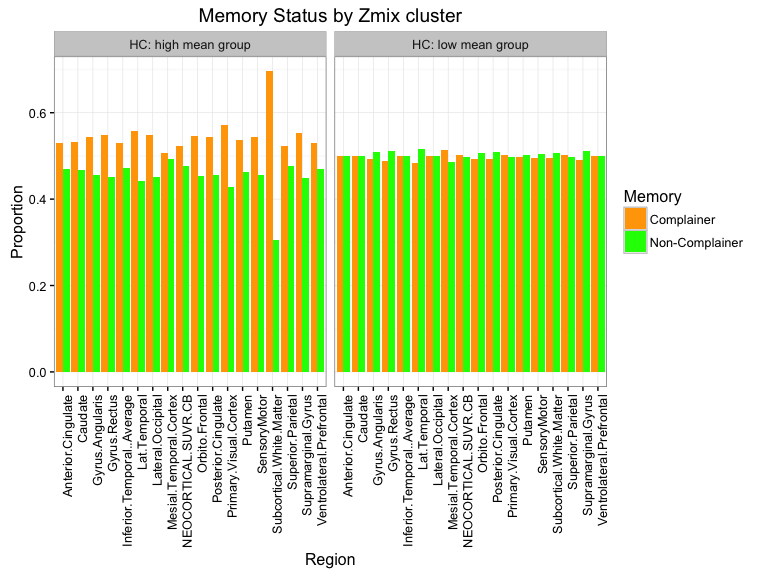 Memory Status by Zmix cluster
HC: high mean group
HC: low mean group
Proportion
0.6
0.4
0.2
0.0
Anterior.Cingulate
Caudate
Gyrus.Angularis
Gyrus.Rectus
Inferior.Temporal..Average
Lat.Temporal
Lateral.Occipital
Mesial.Temporal.Cortex
NEOCORTICAL.SUVR.CB
Orbito.Frontal
Posterior.Cingulate
Primary.Visual.Cortex
Putamen
SensoryMotor
Subcortical.White.Matter
Superior.Parietal
Supramarginal.Gyrus
Ventrolateral.Prefrontal
Anterior.Cingulate
Caudate
Gyrus.Angularis
Gyrus.Rectus
Inferior.Temporal..Average
Lat.Temporal
Lateral.Occipital
Mesial.Temporal.Cortex
NEOCORTICAL.SUVR.CB
Orbito.Frontal
Posterior.Cingulate
Primary.Visual.Cortex
Putamen
SensoryMotor
Subcortical.White.Matter
Superior.Parietal
Supramarginal.Gyrus
Ventrolateral.Prefrontal
Region
Memory
Complainer
Non-Complainer